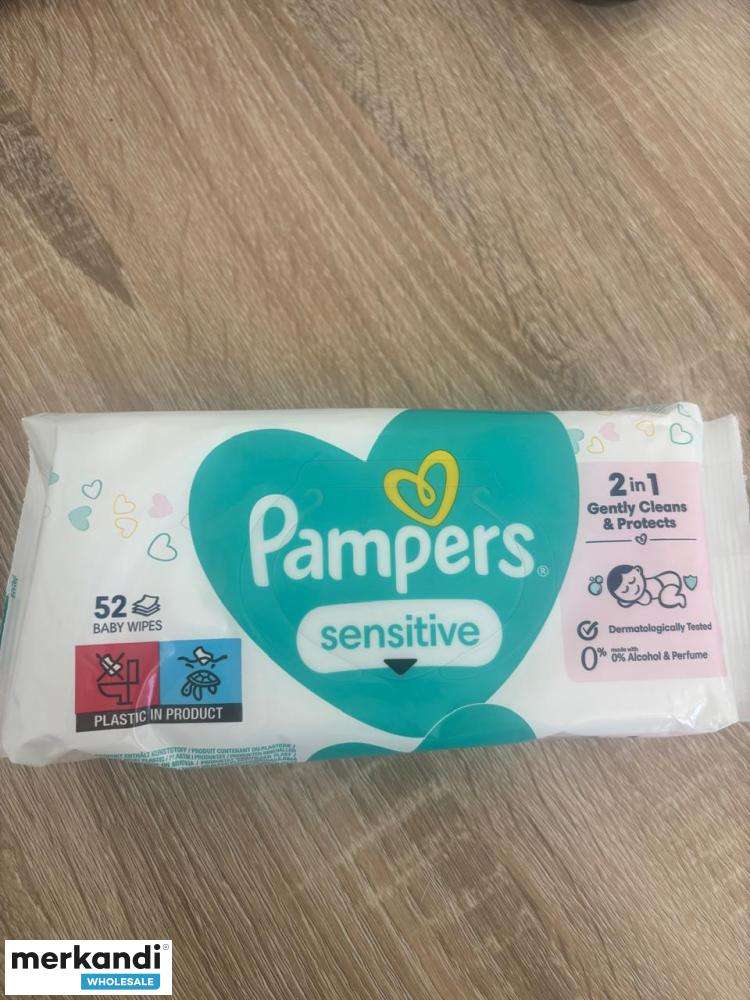 Pampers®
sensitive
52
BABY WIPES
PLASTIC IN PRODUCT
2 in 1
Gently Cleans
& Protects
Dermatologically Tested
0% made with
0% Alcohol & Perfume
merkandi®
WHOLESALE